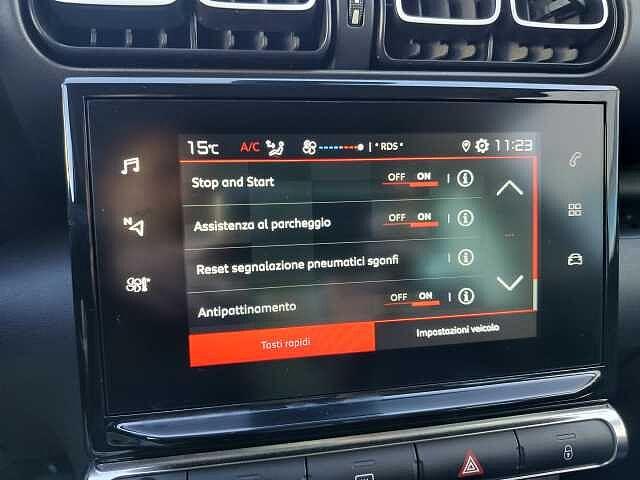 15°C A/C | " RDS " 11:23
Stop and Start OFF ON
Assistenza al parcheggio OFF ON
Reset segnalazione pneumatici sgonfi
Antipattinamento OFF ON
Tasti rapidi Impostazioni veicolo
N